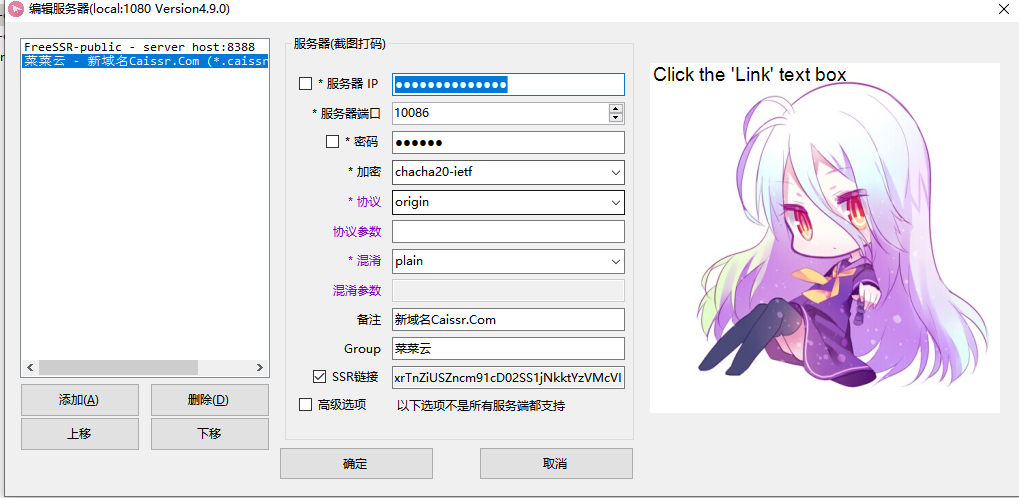 编辑服务器(local:1080 Version4.9.0)
FreeSSR-public - server host:8388
菜菜云 - 新域名Caissr.Com (*.caissr
服务器(截图打码)
* 服务器 IP ●●●●●●●●●●●●●●
* 服务器端口 10086
* 密码 ●●●●●●
* 加密 chacha20-ietf
* 协议 origin
协议参数
* 混淆 plain
混淆参数
备注 新域名Caissr.Com
Group 菜菜云
SSR链接 xrTnZiUSZncm91cD02SS1jNkktYzVMcVl
高级选项 以下选项不是所有服务端都支持
添加(A) 删除(D)
上移 下移
确定 取消
Click the 'Link' text box